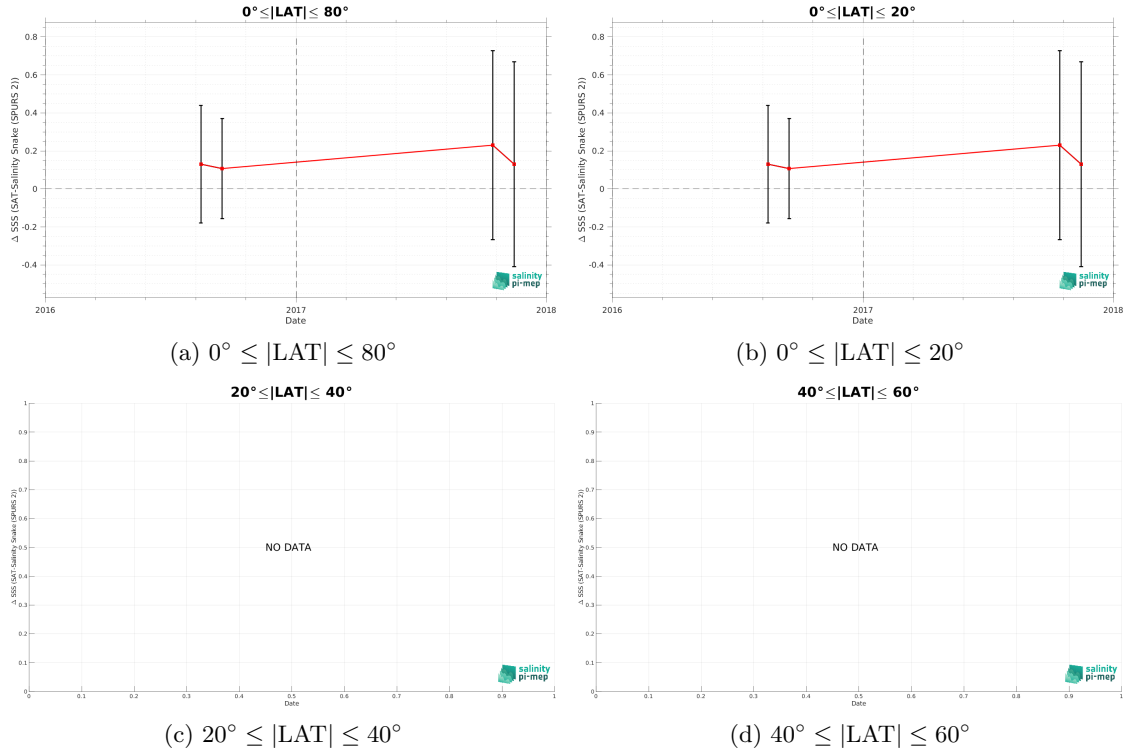 0°≤|LAT|≤ 80°
Δ SSS (SAT-Salinity Snake (SPURS 2))
0.8
0.6
0.4
0.2
0
-0.2
-0.4
salinity
pi-mep
2016 2017 2018
Date
(a) 0° ≤ |LAT| ≤ 80°
0°≤|LAT|≤ 20°
Δ SSS (SAT-Salinity Snake (SPURS 2))
0.8
0.6
0.4
0.2
0
-0.2
-0.4
salinity
pi-mep
2016 2017 2018
Date
(b) 0° ≤ |LAT| ≤ 20°
20°≤|LAT|≤ 40°
Δ SSS (SAT-Salinity Snake (SPURS 2))
1
0.9
0.8
0.7
0.6
0.5
0.4
0.3
0.2
0.1
0
NO DATA
salinity
pi-mep
0 0.1 0.2 0.3 0.4 0.5 0.6 0.7 0.8 0.9 1
Date
(c) 20° ≤ |LAT| ≤ 40°
40°≤|LAT|≤ 60°
Δ SSS (SAT-Salinity Snake (SPURS 2))
1
0.9
0.8
0.7
0.6
0.5
0.4
0.3
0.2
0.1
0
NO DATA
salinity
pi-mep
0 0.1 0.2 0.3 0.4 0.5 0.6 0.7 0.8 0.9 1
Date
(d) 40° ≤ |LAT| ≤ 60°